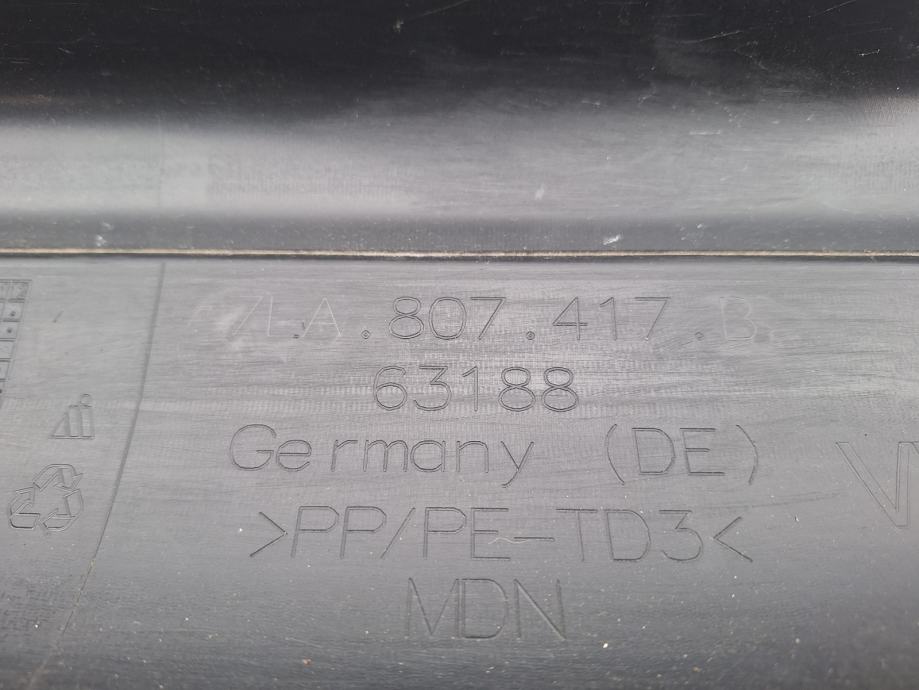 7LA.807.417.B.
63188
Germany (DE)
>PP/PE-TD3<
MDN